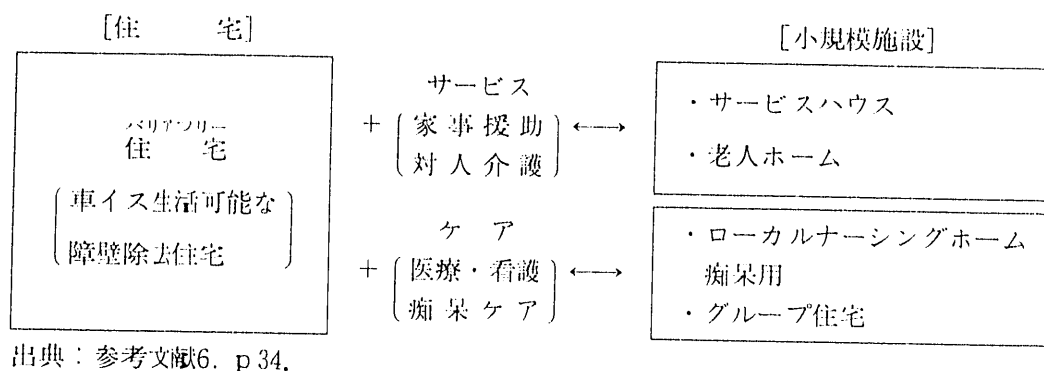 [住　宅]
バリアフリー
住　宅
車イス生活可能な
障壁除去住宅
サービス
+ 家事援助
対人介護
ケア
+ 医療・看護
痴呆ケア
[小規模施設]
・サービスハウス
・老人ホーム
・ローカルナーシングホーム
痴呆用
・グループ住宅
出典：参考文献6. p34.